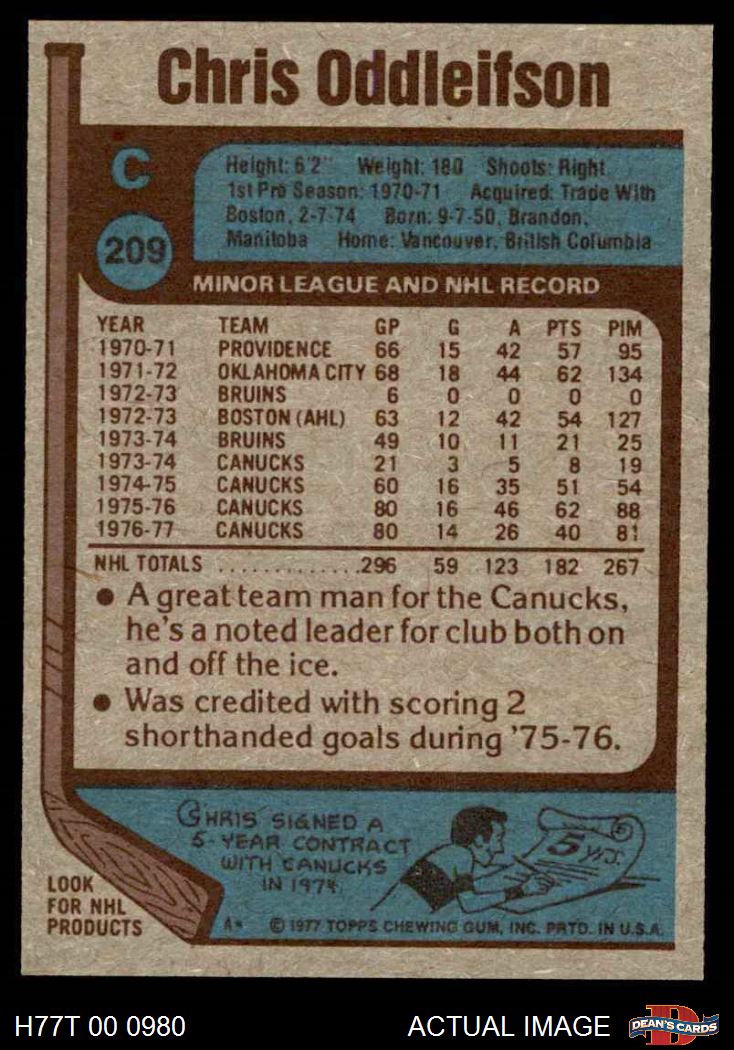 Chris Oddleifson
C
209
Height: 6'2" Weight: 180 Shoots: Right
1st Pro Season: 1970-71 Acquired: Trade With
Boston, 2-7-74 Born: 9-7-50, Brandon,
Manitoba Home: Vancouver, British Columbia
MINOR LEAGUE AND NHL RECORD
YEAR TEAM GP G A PTS PIM
1970-71 PROVIDENCE 66 15 42 57 95
1971-72 OKLAHOMA CITY 68 18 44 62 134
1972-73 BRUINS 6 0 0 0 0
1972-73 BOSTON (AHL) 63 12 42 54 127
1973-74 BRUINS 49 10 11 21 25
1973-74 CANUCKS 21 3 5 8 19
1974-75 CANUCKS 60 16 35 51 54
1975-76 CANUCKS 80 16 46 62 88
1976-77 CANUCKS 80 14 26 40 81
NHL TOTALS .............296 59 123 182 267
• A great team man for the Canucks,
he's a noted leader for club both on
and off the ice.
• Was credited with scoring 2
shorthanded goals during '75-76.
CHRIS SIGNED A
5-YEAR CONTRACT
WITH CANUCKS
IN 1974.
5 YRS.
LOOK
FOR NHL
PRODUCTS
A* © 1977 TOPPS CHEWING GUM, INC. PRTD. IN U.S.A.
H77T 00 0980 ACTUAL IMAGE
DEAN'S CARDS